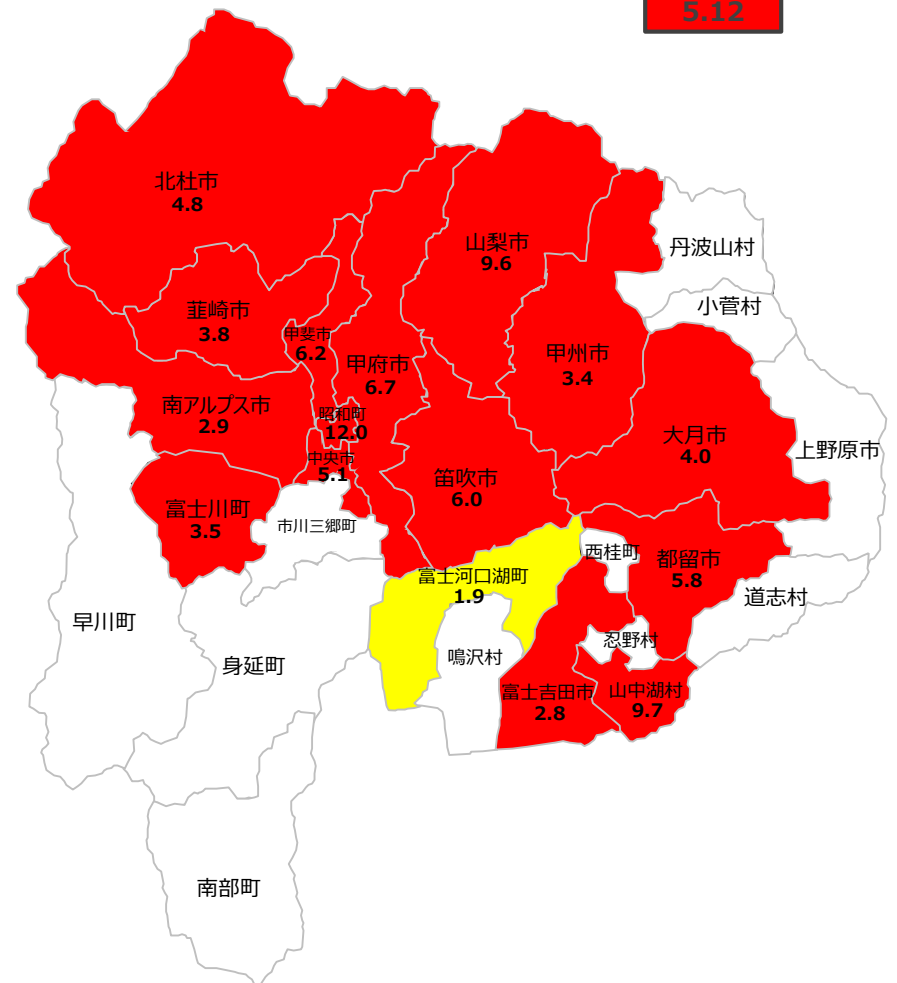 5.12
北杜市
4.8
山梨市
9.6
丹波山村
小菅村
韮崎市
3.8
甲斐市
6.2
甲府市
6.7
甲州市
3.4
南アルプス市
2.9
昭和町
12.0
大月市
4.0
上野原市
中央市
5.1
笛吹市
6.0
富士川町
3.5
市川三郷町
西桂町
都留市
5.8
富士河口湖町
1.9
道志村
早川町
忍野村
身延町
鳴沢村
富士吉田市
2.8
山中湖村
9.7
南部町